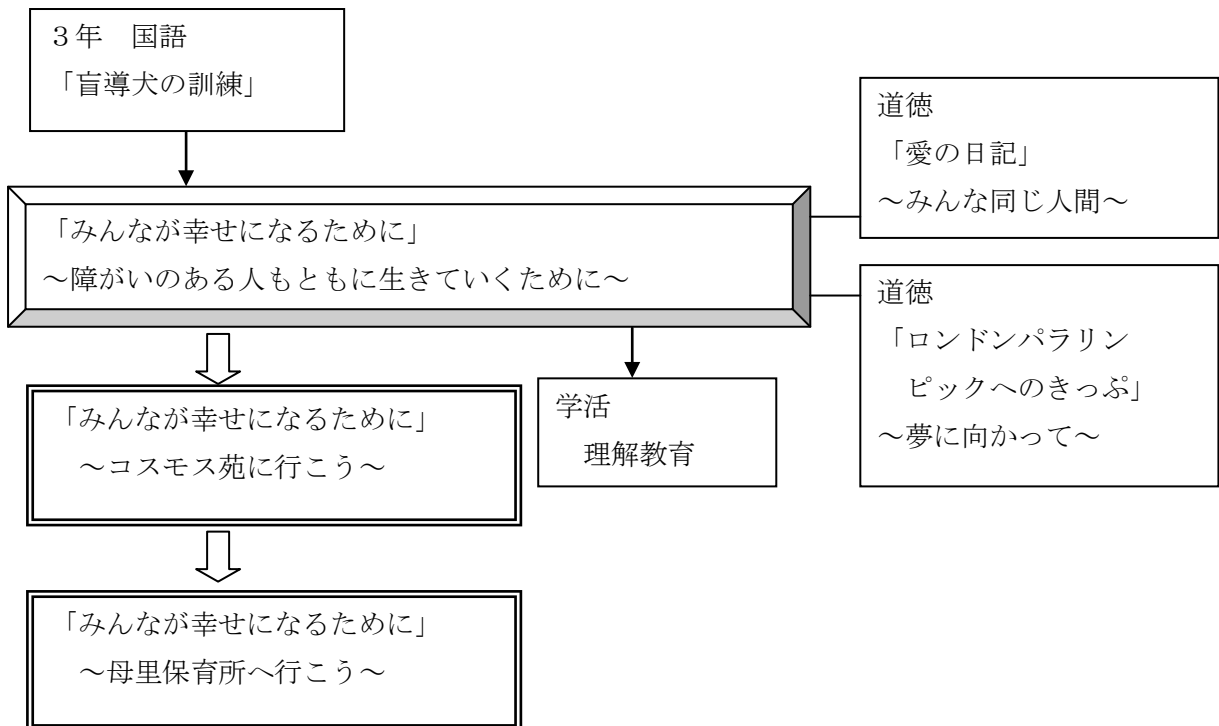 ３年　国語
「盲導犬の訓練」
道徳
「愛の日記」
～みんな同じ人間～
「みんなが幸せになるために」
～障がいのある人もともに生きていくために～
道徳
「ロンドンパラリン
ピックへのきっぷ」
～夢に向かって～
「みんなが幸せになるために」
～コスモス苑に行こう～
学活
理解教育
「みんなが幸せになるために」
～母里保育所へ行こう～